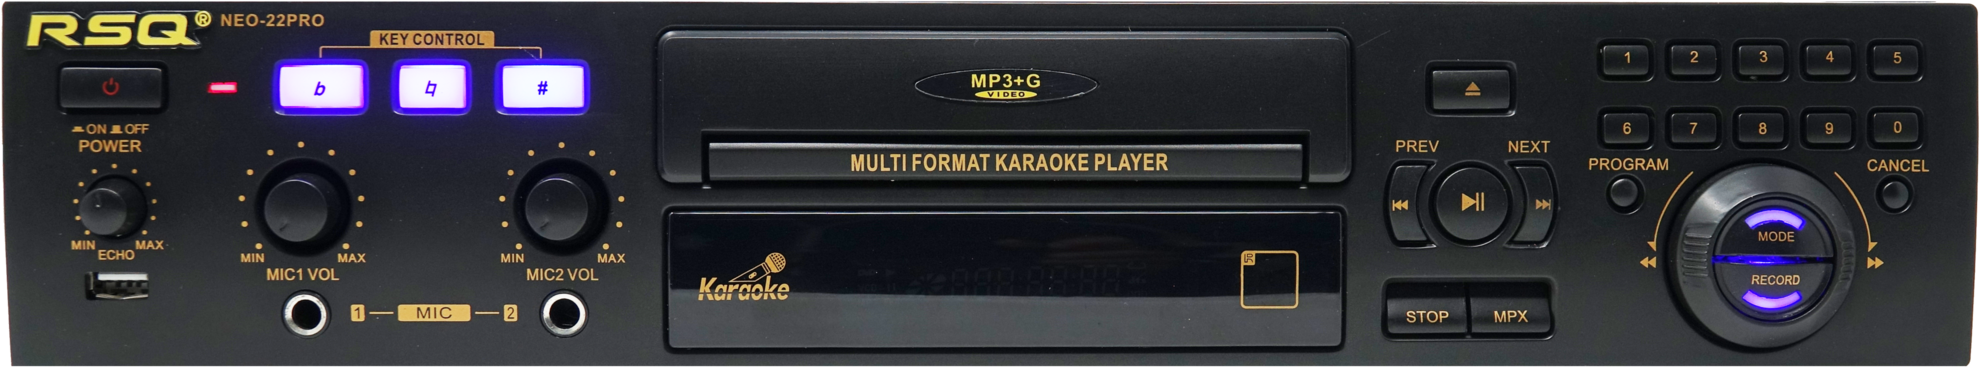 RSQ® NEO-22PRO
KEY CONTROL
b ♮ #
ON OFF
POWER
MIN MAX
ECHO
MIN MAX
MIC1 VOL
MIN MAX
MIC2 VOL
1 MIC 2
MP3+G
VIDEO
MULTI FORMAT KARAOKE PLAYER
Karaoke
PREV NEXT
STOP MPX
1 2 3 4 5
6 7 8 9 0
PROGRAM CANCEL
MODE
RECORD